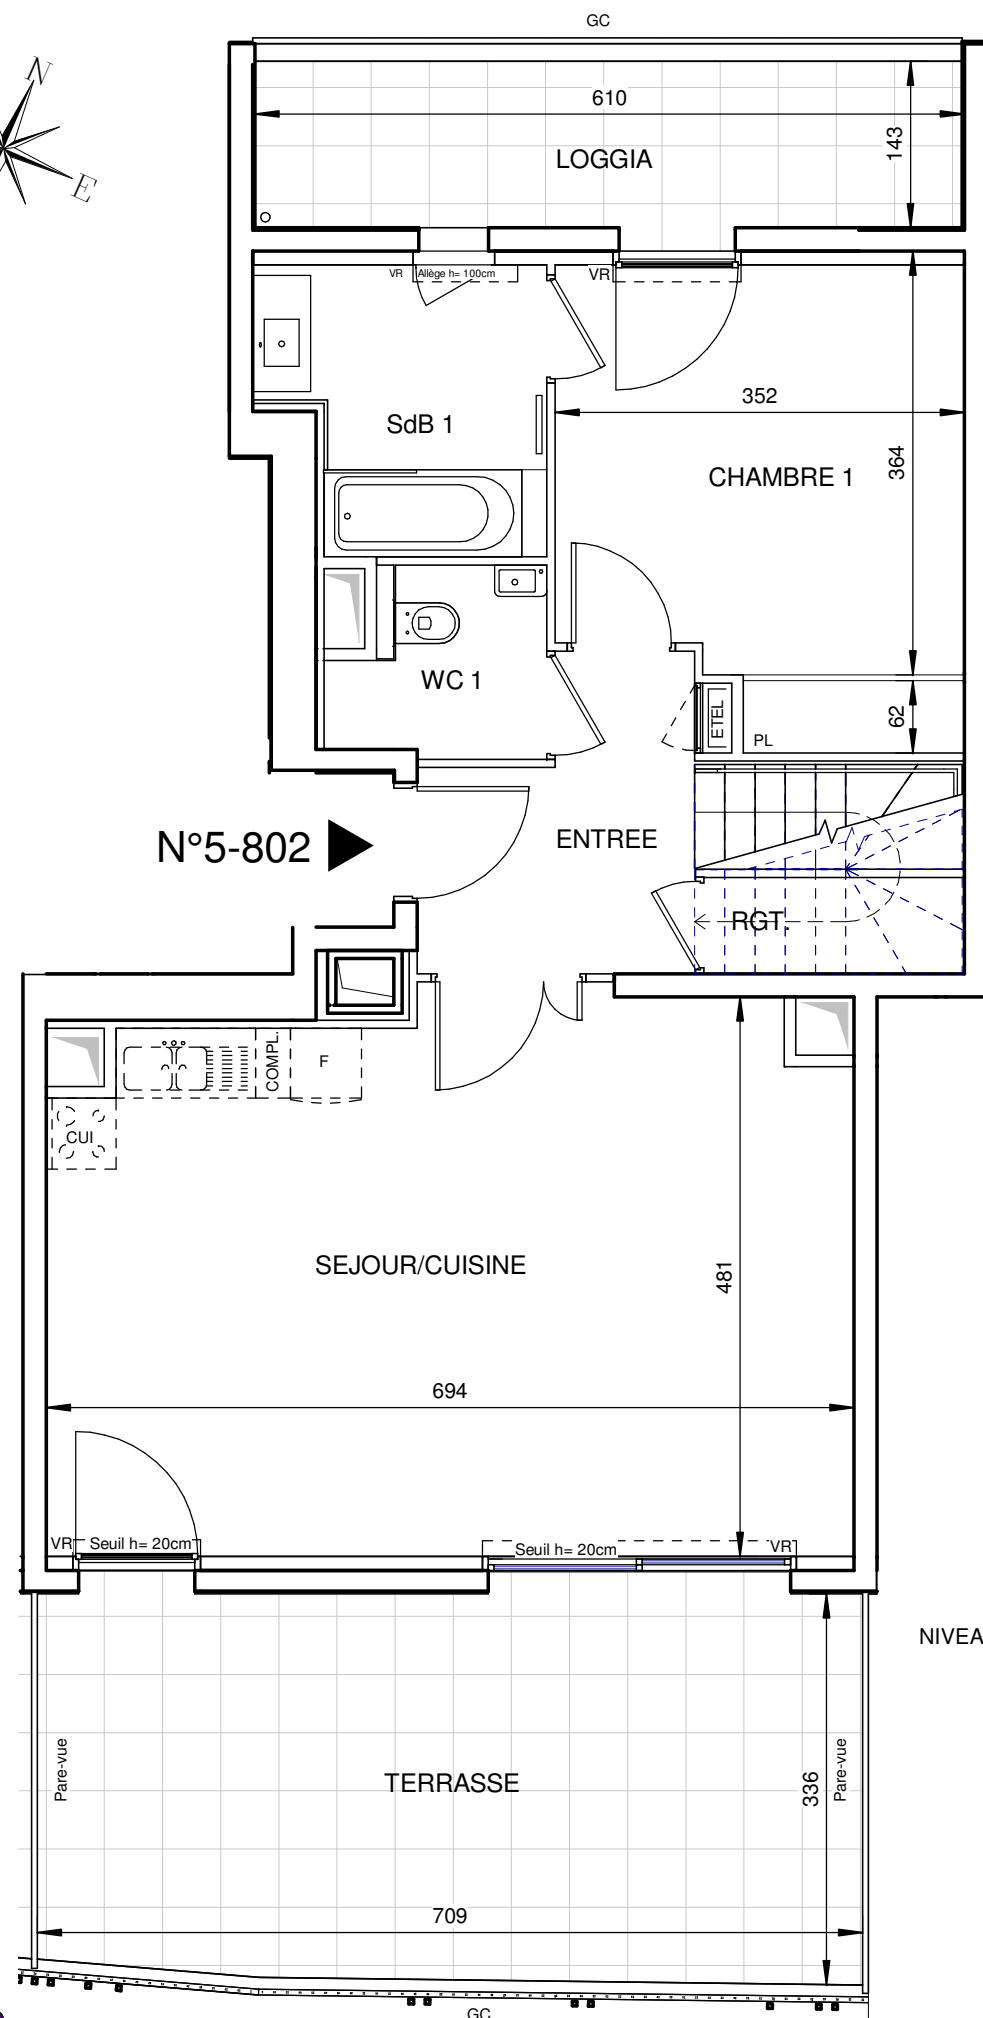 GC
N
E
610
143
LOGGIA
VR
Allège h= 100cm
VR
352
364
SdB 1
CHAMBRE 1
WC 1
ETEL
62
PL
N°5-802
ENTREE
RGT.
COMPL.
F
CUI
SEJOUR/CUISINE
481
694
VR
Seuil h= 20cm
Seuil h= 20cm
VR
NIVEA
Pare-vue
TERRASSE
336
Pare-vue
709
GC